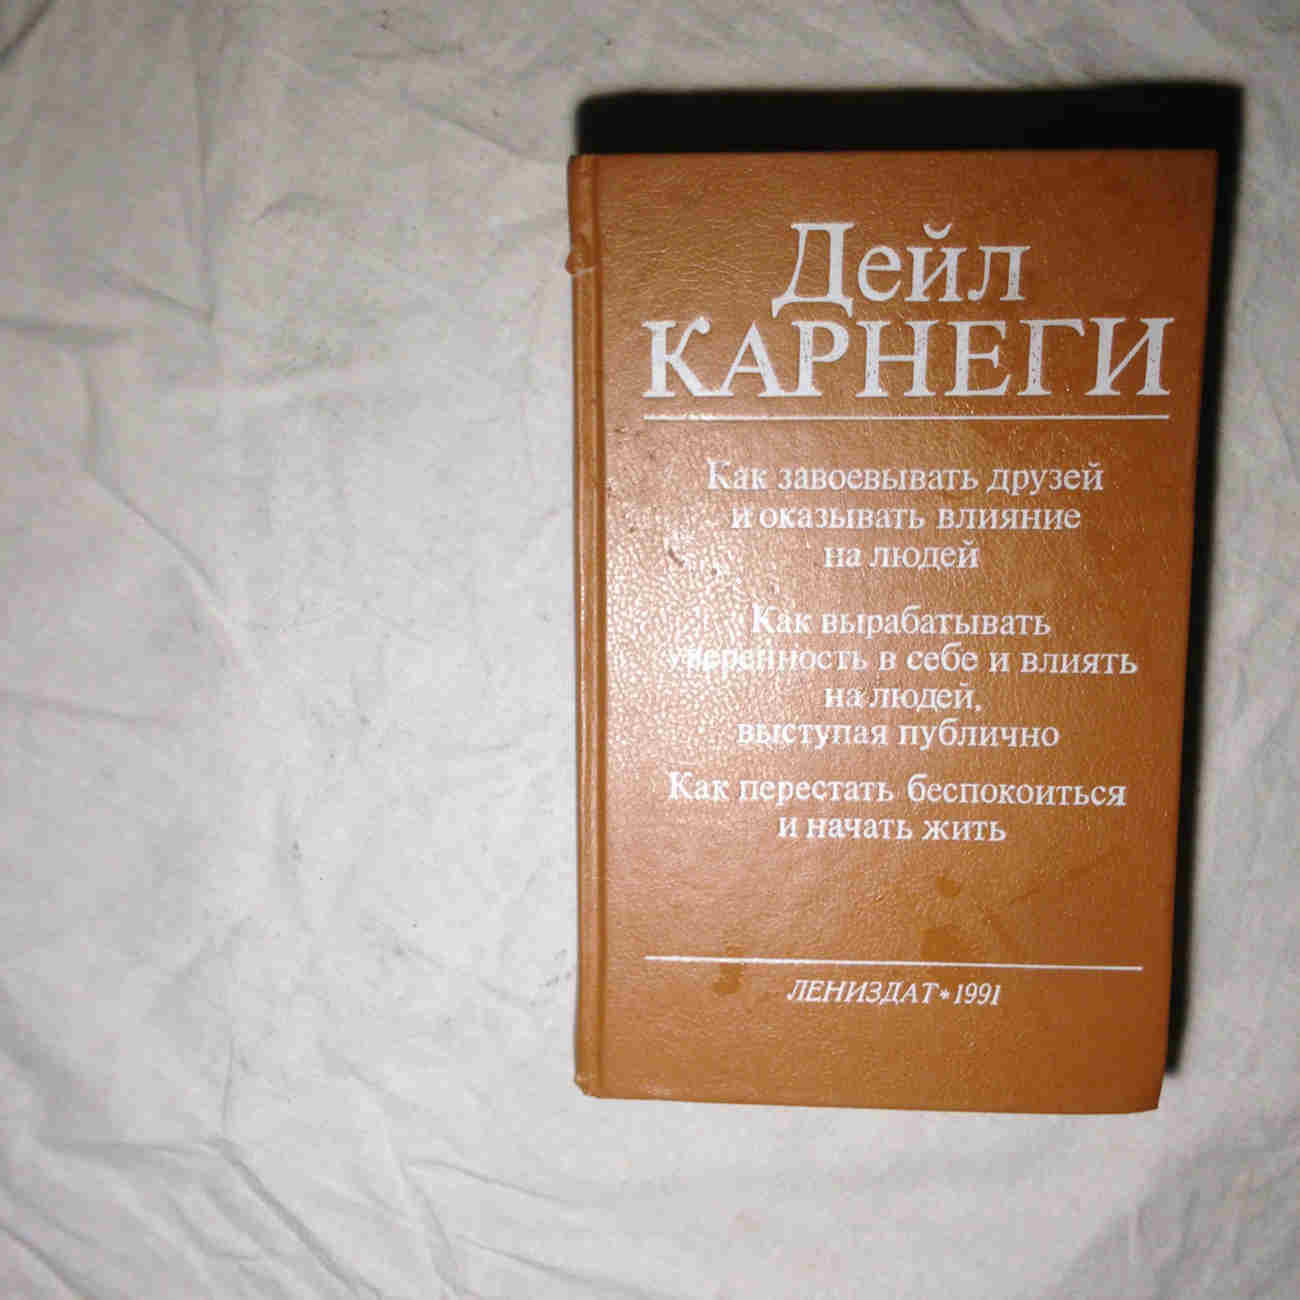 Дейл
КАРНЕГИ
Как завоевывать друзей
и оказывать влияние
на людей
Как вырабатывать
уверенность в себе и влиять
на людей,
выступая публично
Как перестать беспокоиться
и начать жить
ЛЕНИЗДАТ*1991